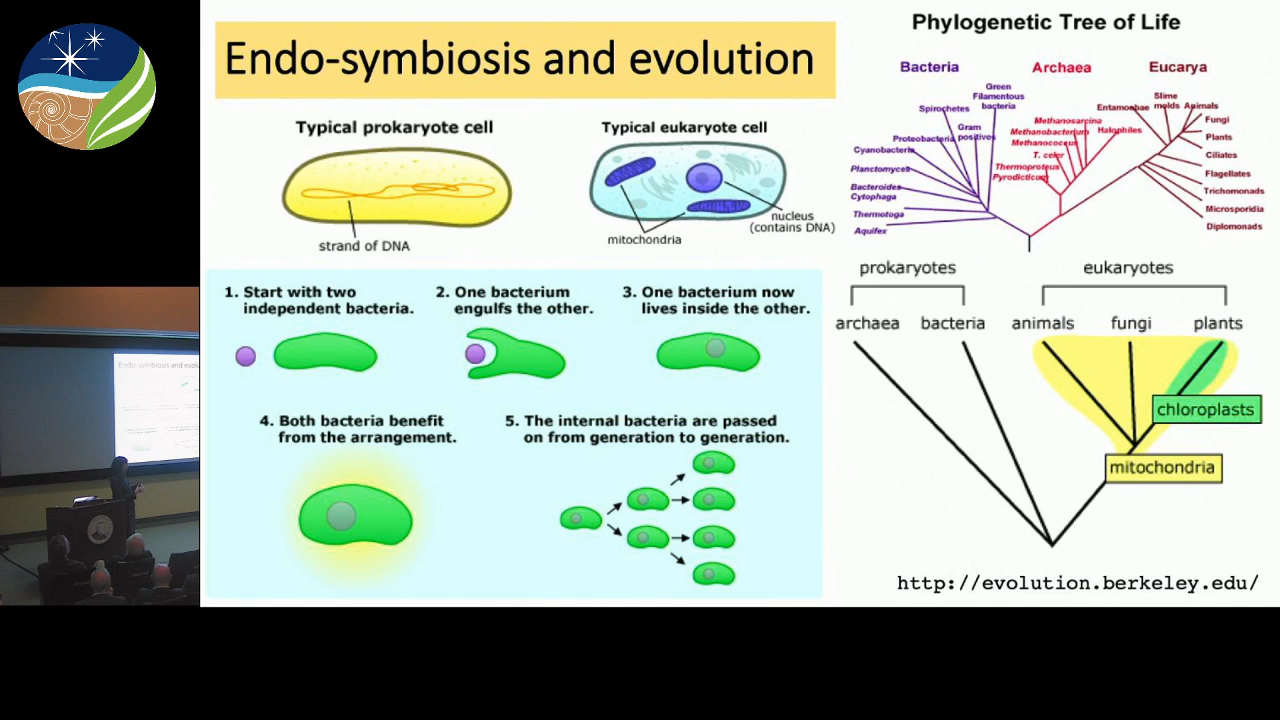 Endo-symbiosis and evolution
Typical prokaryote cell
strand of DNA
Typical eukaryote cell
mitochondria
nucleus
(contains DNA)
1. Start with two
independent bacteria.
2. One bacterium
engulfs the other.
3. One bacterium now
lives inside the other.
4. Both bacteria benefit
from the arrangement.
5. The internal bacteria are passed
on from generation to generation.
Phylogenetic Tree of Life
Bacteria
Archaea
Eucarya
Green
Filamentous
bacteria
Spirochetes
Gram
positives
Proteobacteria
Cyanobacteria
Planctomyces
Bacteroides
Cytophaga
Thermotoga
Aquifex
Methanosarcina
Methanobacterium
Halophiles
Methanococcus
T. celer
Thermoproteus
Pyrodicticum
Entamoebae
Slime
molds
Animals
Fungi
Plants
Ciliates
Flagellates
Trichomonads
Microsporidia
Diplomonads
prokaryotes
eukaryotes
archaea
bacteria
animals
fungi
plants
chloroplasts
mitochondria
http://evolution.berkeley.edu/